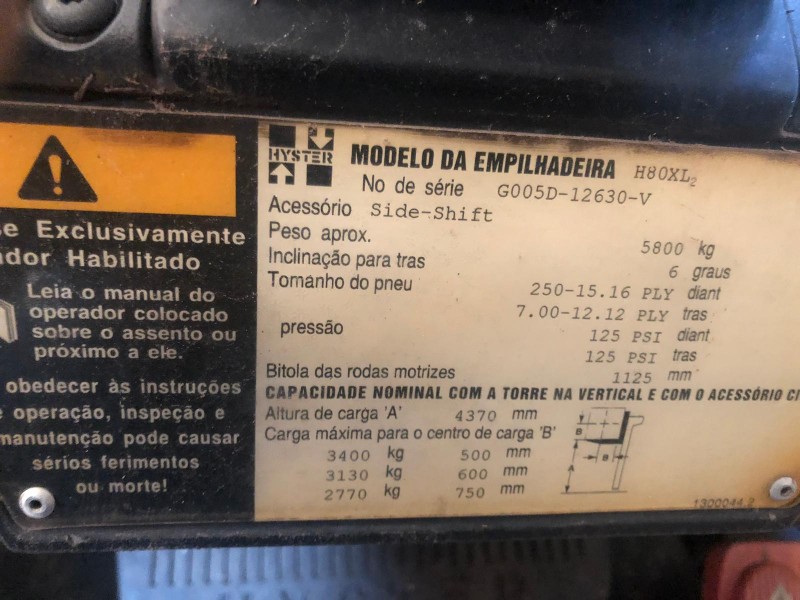 e Exclusivamente
dor Habilitado
Leia o manual do
operador colocado
sobre o assento ou
próximo a ele.
obedecer às instruções
operação, inspeção e
manutenção pode causar
sérios ferimentos
ou morte!
HYSTER
MODELO DA EMPILHADEIRA H80XL2
No de série G005D-12630-V
Acessório Side-Shift
Peso aprox. 5800 kg
Inclinação para tras 6 graus
Tomanho do pneu 250-15.16 PLY diant
7.00-12.12 PLY tras
pressão 125 PSI diant
125 PSI tras
Bitola das rodas motrizes 1125 mm
CAPACIDADE NOMINAL COM A TORRE NA VERTICAL E COM O ACESSÓRIO CI
Altura de carga 'A' 4370 mm
Carga máxima para o centro de carga 'B'
3400 kg 500 mm
3130 kg 600 mm
2770 kg 750 mm
B
B
A
1300044.2